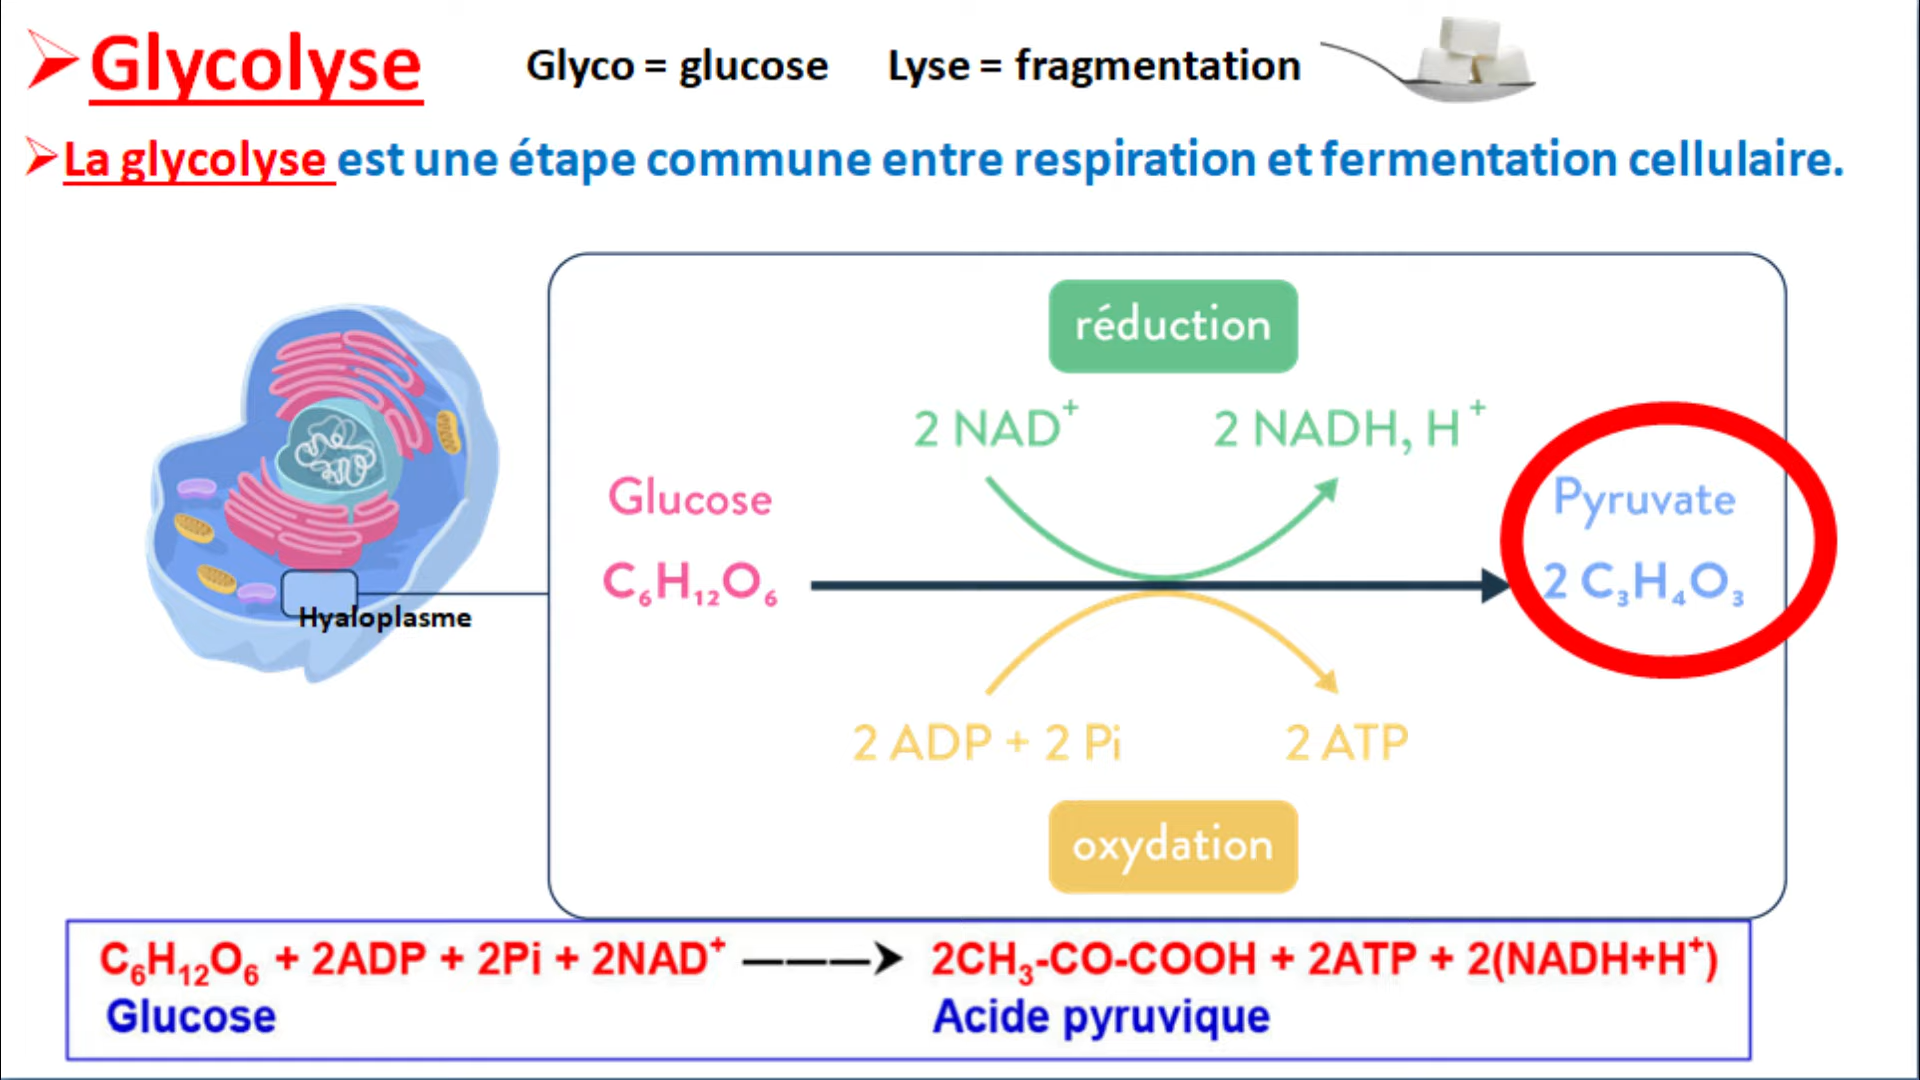 Glycolyse
Glyco = glucose Lyse = fragmentation
La glycolyse est une étape commune entre respiration et fermentation cellulaire.
réduction
2 NAD⁺ 2 NADH, H⁺
Glucose Pyruvate
C₆H₁₂O₆ 2 C₃H₄O₃
Hyaloplasme
2 ADP + 2 Pi 2 ATP
oxydation
C₆H₁₂O₆ + 2ADP + 2Pi + 2NAD⁺ ———➤ 2CH₃-CO-COOH + 2ATP + 2(NADH+H⁺)
Glucose Acide pyruvique